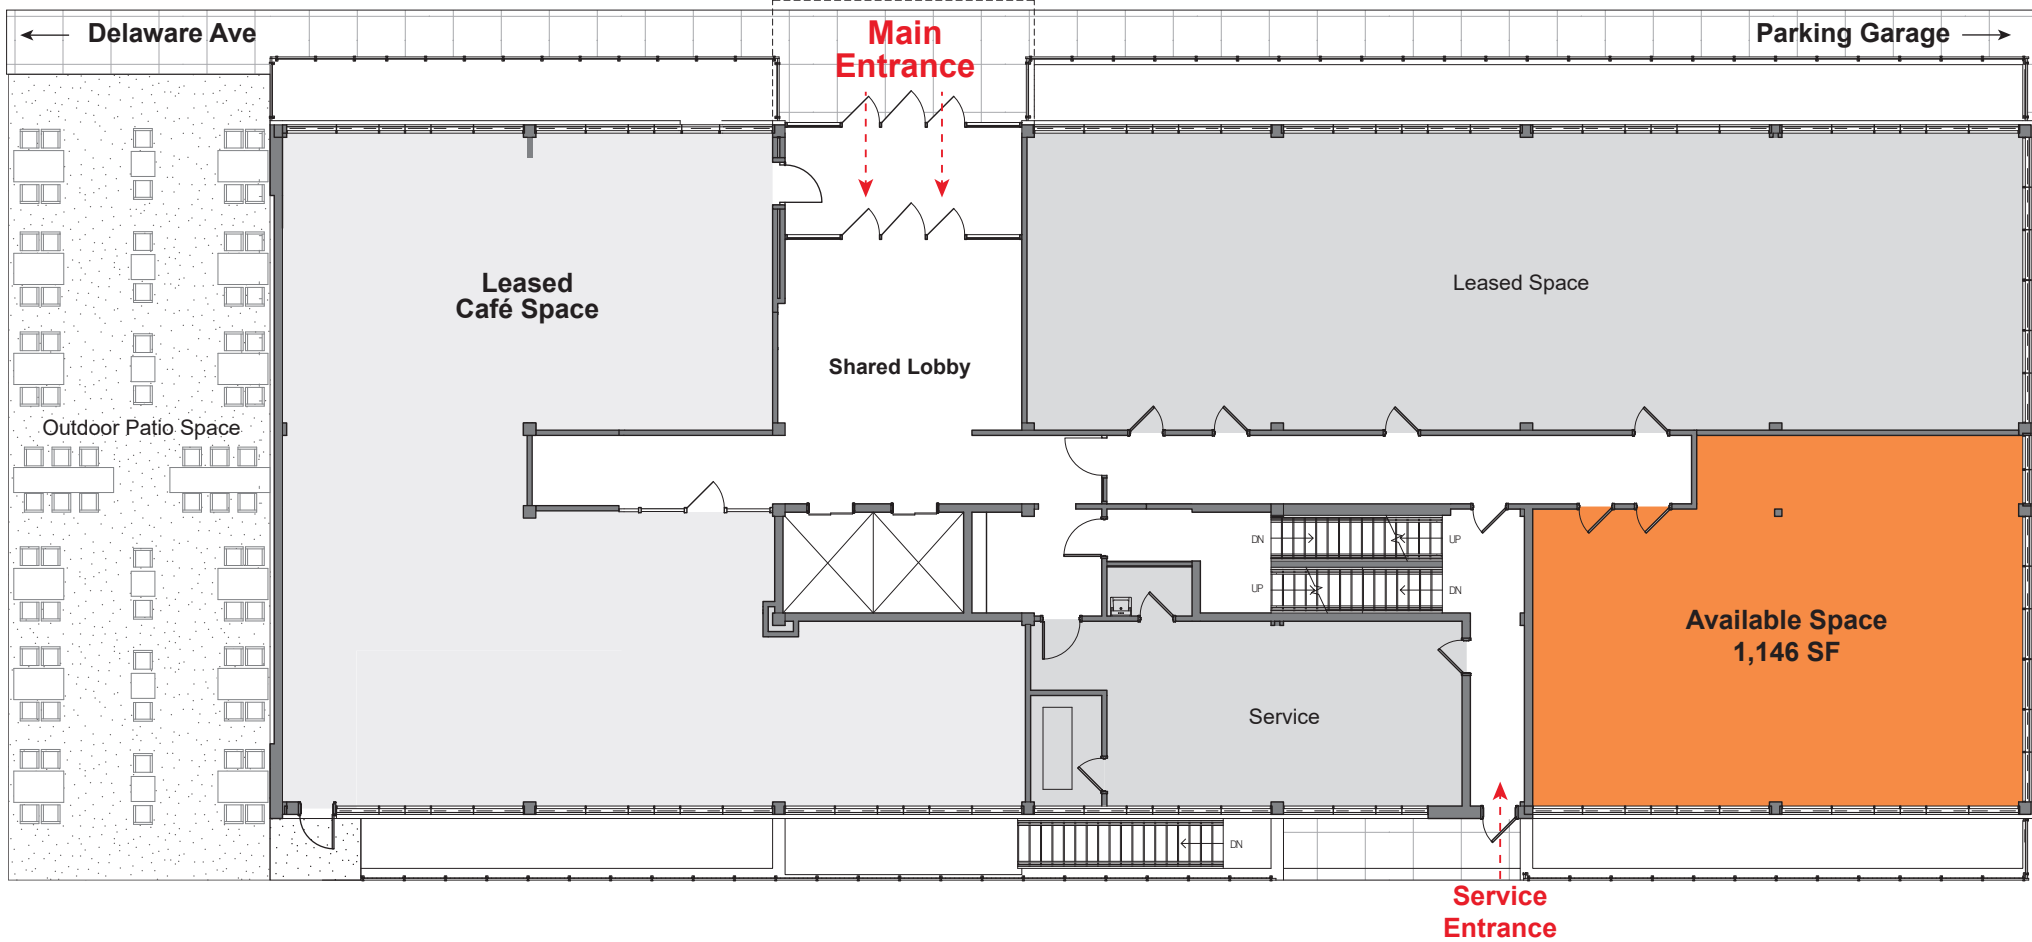 Delaware Ave
Main
Entrance
Parking Garage
Leased
Café Space
Leased Space
Shared Lobby
Outdoor Patio Space
DN
UP
UP
DN
Available Space
1,146 SF
Service
DN
Service
Entrance